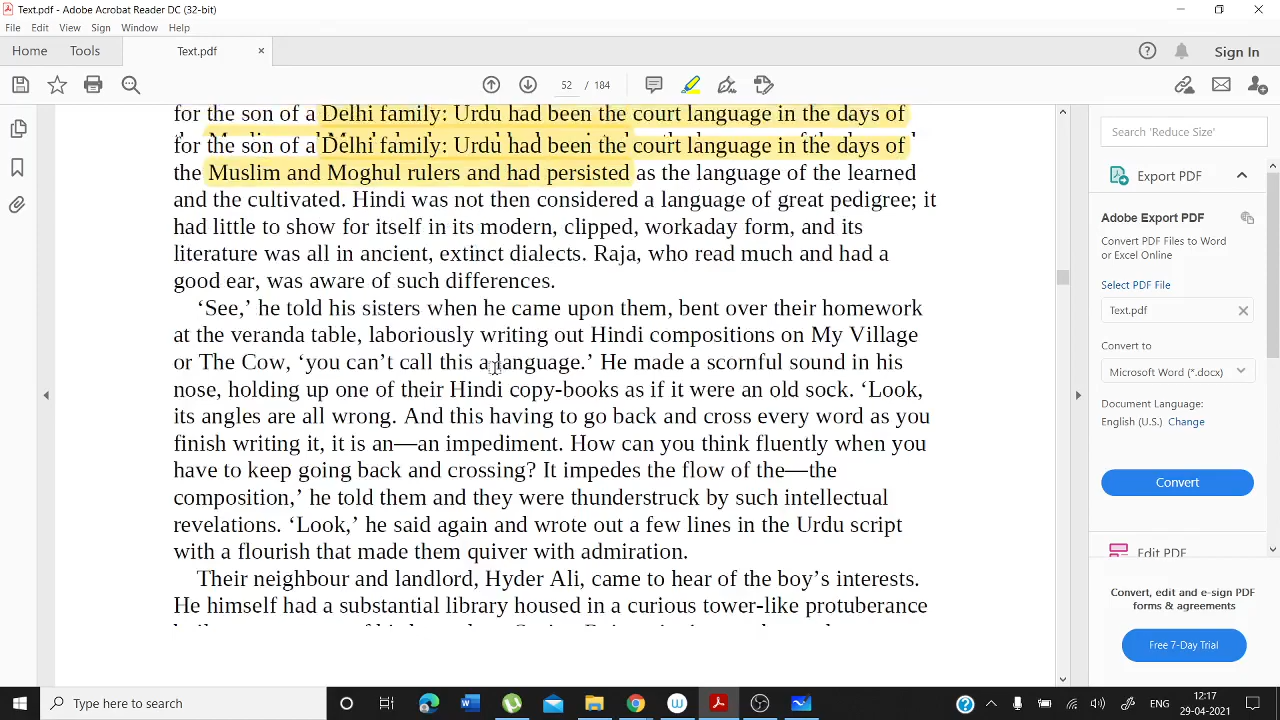 Text.pdf - Adobe Acrobat Reader DC (32-bit)
File Edit View Sign Window Help
Home Tools Text.pdf × Sign In
52 / 184
for the son of a Delhi family: Urdu had been the court language in the days of
for the son of a Delhi family: Urdu had been the court language in the days of
the Muslim and Moghul rulers and had persisted as the language of the learned
and the cultivated. Hindi was not then considered a language of great pedigree; it
had little to show for itself in its modern, clipped, workaday form, and its
literature was all in ancient, extinct dialects. Raja, who read much and had a
good ear, was aware of such differences.
‘See,’ he told his sisters when he came upon them, bent over their homework
at the veranda table, laboriously writing out Hindi compositions on My Village
or The Cow, ‘you can’t call this a language.’ He made a scornful sound in his
nose, holding up one of their Hindi copy-books as if it were an old sock. ‘Look,
its angles are all wrong. And this having to go back and cross every word as you
finish writing it, it is an—an impediment. How can you think fluently when you
have to keep going back and crossing? It impedes the flow of the—the
composition,’ he told them and they were thunderstruck by such intellectual
revelations. ‘Look,’ he said again and wrote out a few lines in the Urdu script
with a flourish that made them quiver with admiration.
Their neighbour and landlord, Hyder Ali, came to hear of the boy’s interests.
He himself had a substantial library housed in a curious tower-like protuberance
Search 'Reduce Size'
Export PDF
Adobe Export PDF
Convert PDF Files to Word
or Excel Online
Select PDF File
Text.pdf
Convert to
Microsoft Word (*.docx)
Document Language:
English (U.S.) Change
Convert
Edit PDF
Convert, edit and e-sign PDF
forms & agreements
Free 7-Day Trial
Type here to search
ENG
12:17
29-04-2021